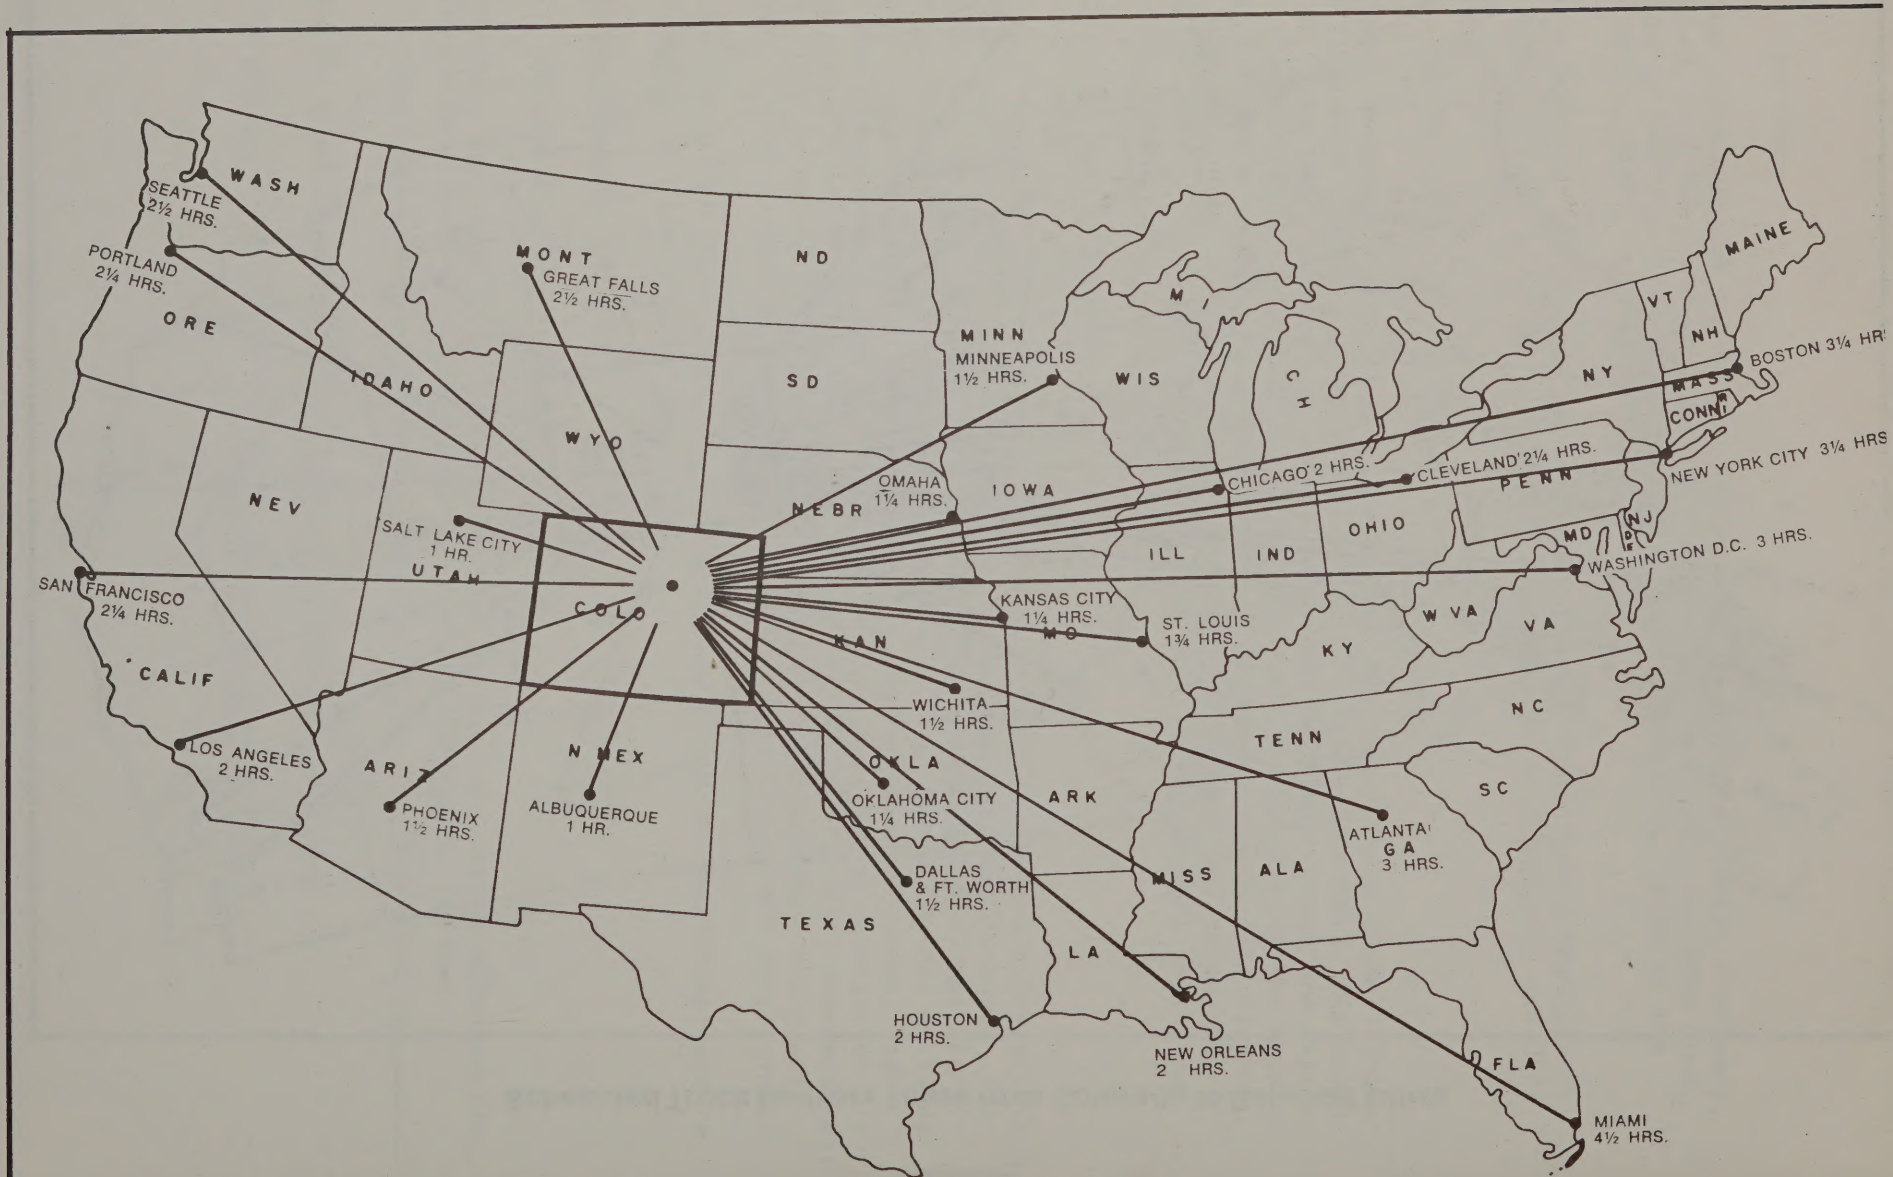 WASH
SEATTLE
2½ HRS.
PORTLAND
2¼ HRS.
ORE
IDAHO
MONT
GREAT FALLS
2½ HRS.
WYO
ND
SD
NEBR
OMAHA
1¼ HRS.
MINN
MINNEAPOLIS
1½ HRS.
WIS
MI
CH
IOWA
CHICAGO 2 HRS.
CLEVELAND 2¼ HRS.
ILL
IND
OHIO
PENN
NY
VT
NH
MAINE
MASS
CONN
RI
BOSTON 3¼ HR
NEW YORK CITY 3¼ HRS
NJ
MD
DE
WASHINGTON D.C. 3 HRS.
W VA
VA
KY
NC
TENN
SC
NEV
SALT LAKE CITY
1 HR.
UTAH
SAN FRANCISCO
2¼ HRS.
CALIF
LOS ANGELES
2 HRS.
ARIZ
PHOENIX
1½ HRS.
COLO
N MEX
ALBUQUERQUE
1 HR.
KAN
KANSAS CITY
1¼ HRS.
MO
ST. LOUIS
1¾ HRS.
WICHITA
1½ HRS.
OKLA
OKLAHOMA CITY
1¼ HRS.
ARK
DALLAS
& FT. WORTH
1½ HRS.
TEXAS
HOUSTON
2 HRS.
LA
NEW ORLEANS
2 HRS.
MISS
ALA
ATLANTA
GA
3 HRS.
FLA
MIAMI
4½ HRS.